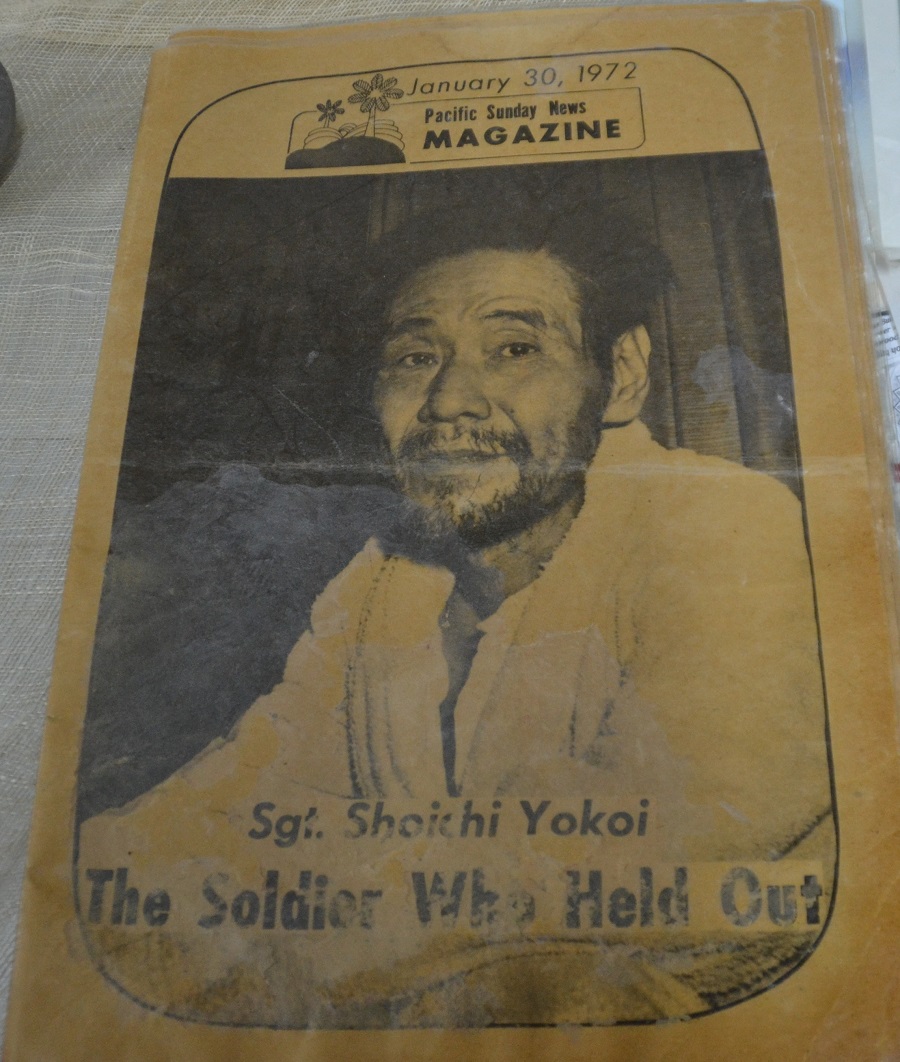 January 30, 1972
Pacific Sunday News
MAGAZINE
Sgt. Shoichi Yokoi
The Soldier Who Held Out